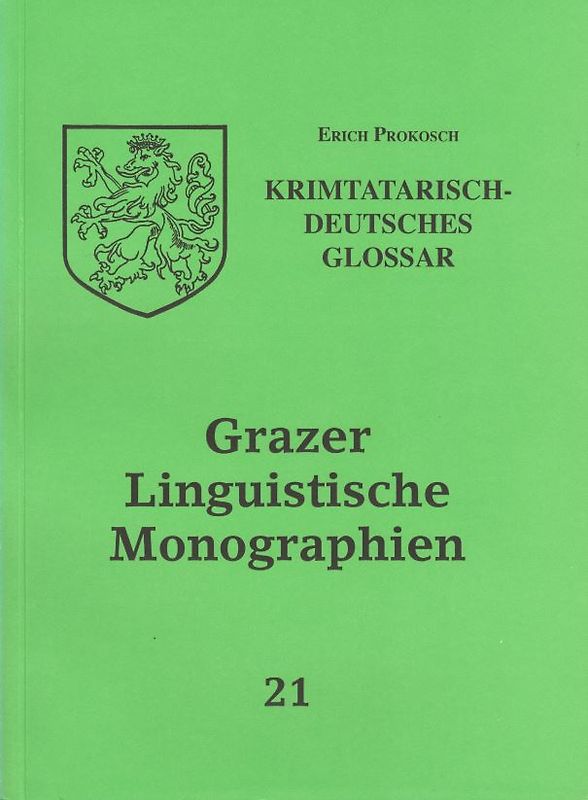 ERICH PROKOSCH
KRIMTATARISCH-
DEUTSCHES
GLOSSAR
Grazer
Linguistische
Monographien
21